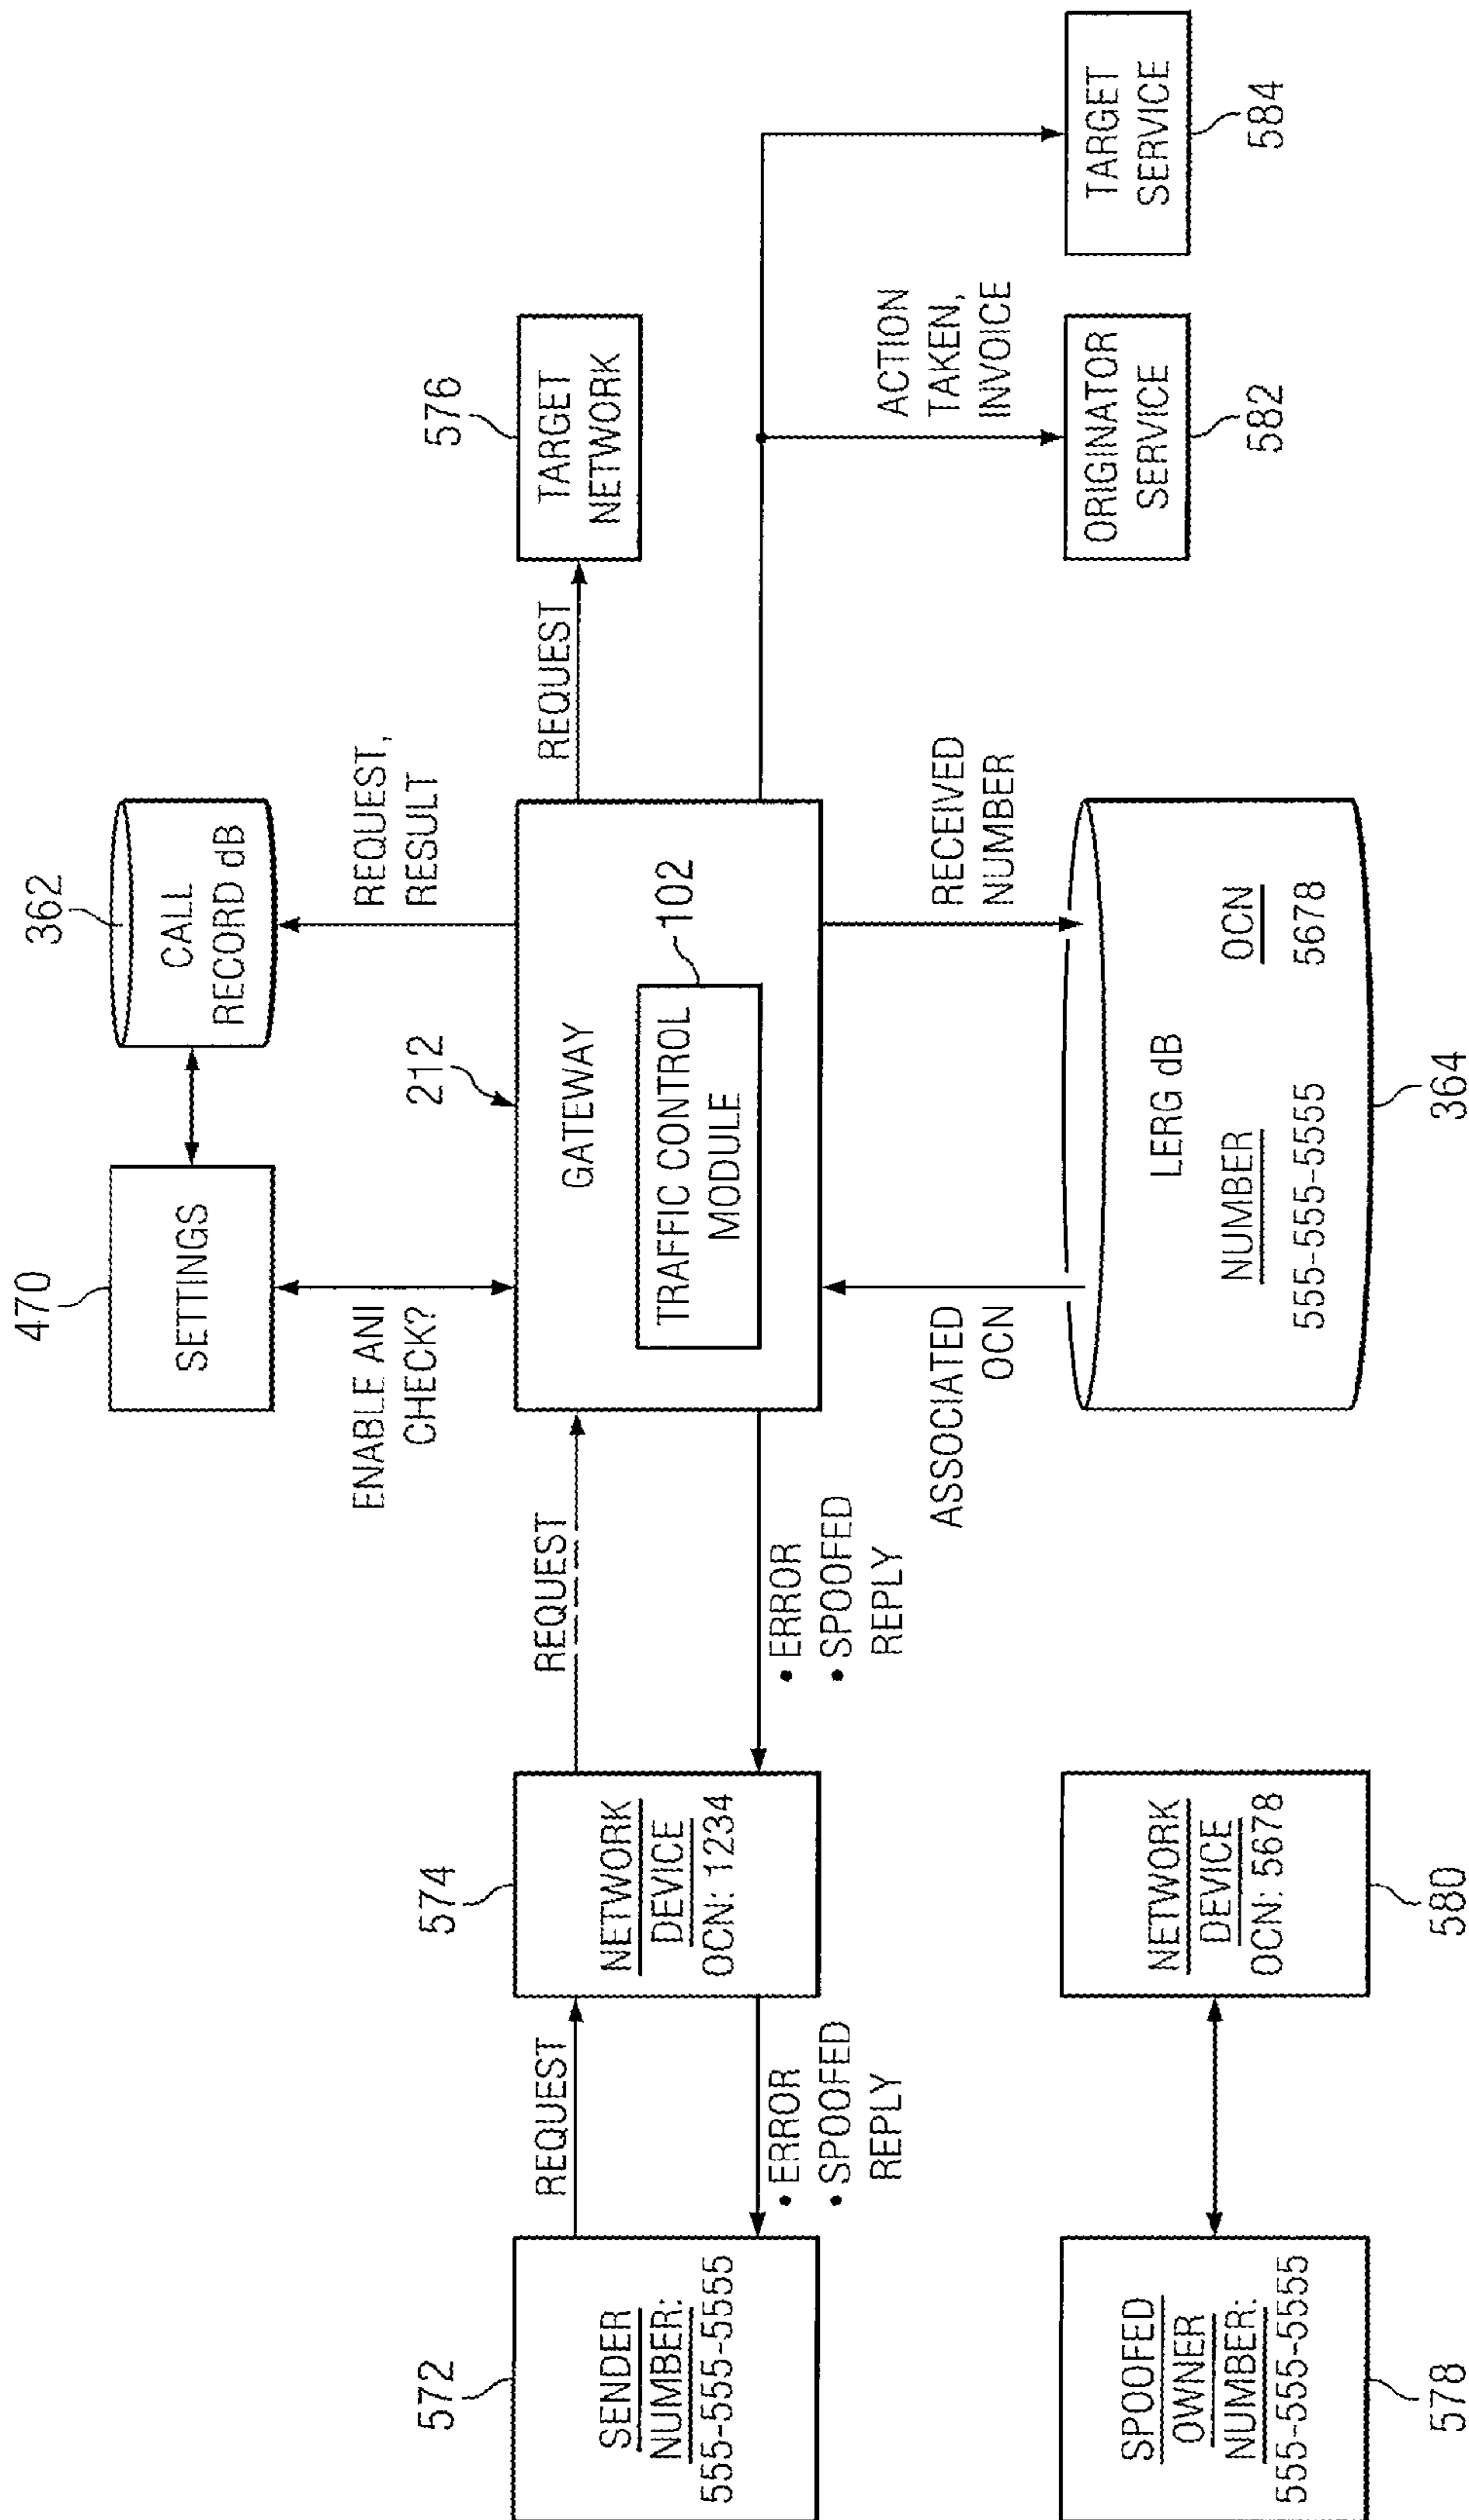 470
SETTINGS
362
CALL
RECORD dB
ENABLE ANI
CHECK?
REQUEST,
RESULT
212
576
TARGET
NETWORK
572
SENDER
NUMBER:
555-555-5555
REQUEST
• ERROR
• SPOOFED
REPLY
574
NETWORK
DEVICE
OCN: 1234
REQUEST
• ERROR
• SPOOFED
REPLY
GATEWAY
TRAFFIC CONTROL
MODULE
102
REQUEST
ACTION
TAKEN,
INVOICE
ASSOCIATED
OCN
RECEIVED
NUMBER
SPOOFED
OWNER
NUMBER:
555-555-5555
578
NETWORK
DEVICE
OCN: 5678
580
LERG dB
NUMBER
OCN
555-555-5555
5678
364
ORIGINATOR
SERVICE
582
TARGET
SERVICE
584